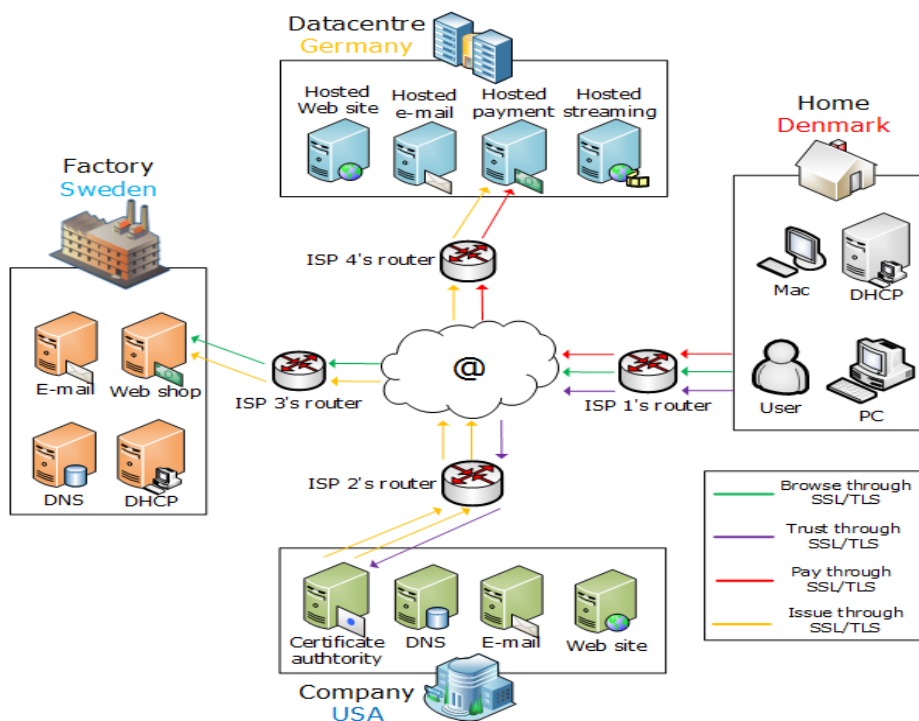 Datacentre
Germany
Hosted Hosted Hosted Hosted
Web site e-mail payment streaming
Home
Denmark
Factory
Sweden
ISP 4's router
Mac DHCP
@
E-mail Web shop
ISP 3's router
ISP 1's router
User PC
DNS DHCP
ISP 2's router
Browse through
SSL/TLS
Trust through
SSL/TLS
Pay through
SSL/TLS
Issue through
SSL/TLS
Certificate
authtority
DNS E-mail Web site
Company
USA